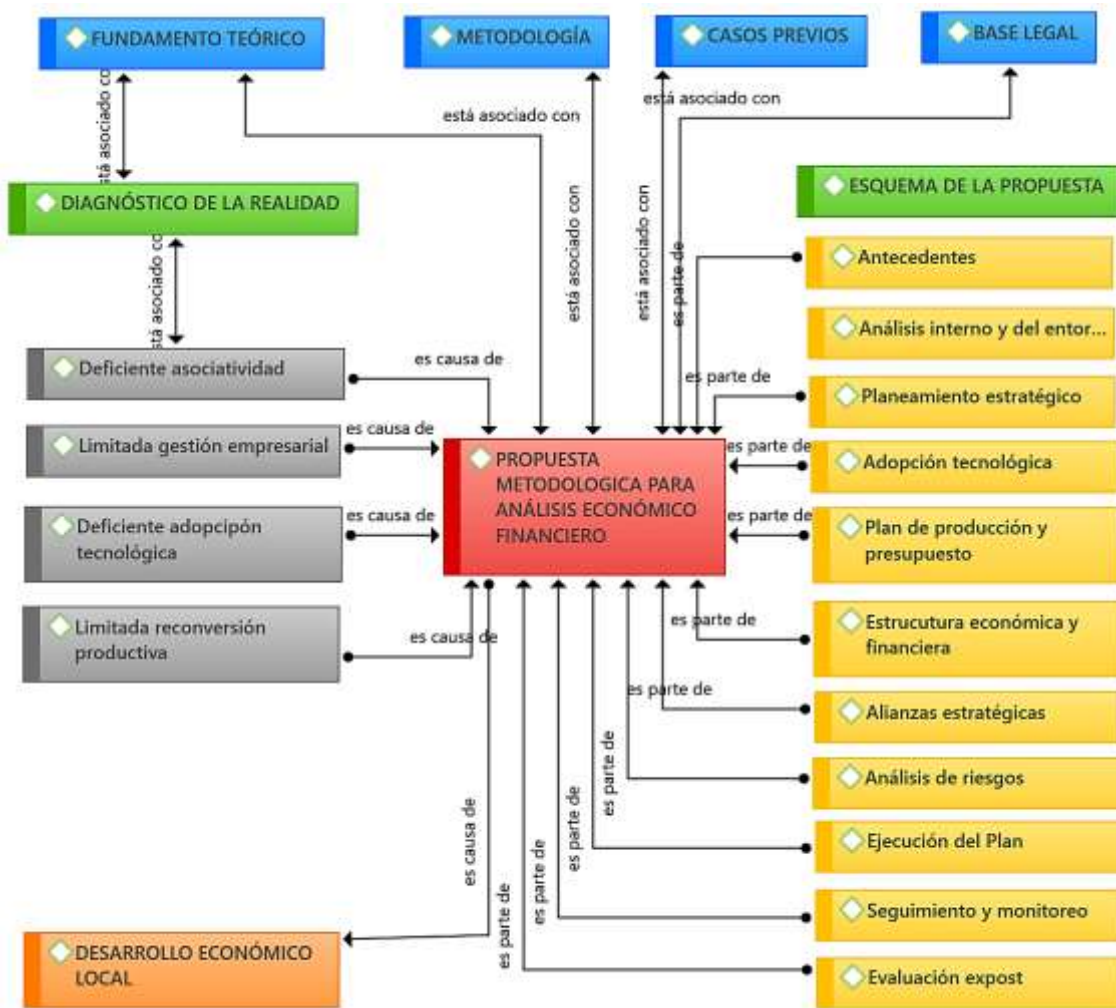 FUNDAMENTO TEÓRICO
METODOLOGÍA
CASOS PREVIOS
BASE LEGAL
está asociado con
está asociado con
está asociado con
está asociado con
está asociado con
es parte de
DIAGNÓSTICO DE LA REALIDAD
ESQUEMA DE LA PROPUESTA
stá asociado co
Antecedentes
Análisis interno y del entor...
Deficiente asociatividad
es causa de
es parte de
Planeamiento estratégico
Limitada gestión empresarial
es causa de
PROPUESTA
METODOLOGICA PARA
ANÁLISIS ECONÓMICO
FINANCIERO
es parte de
Adopción tecnológica
Deficiente adopcipón
tecnológica
es causa de
es parte de
Plan de producción y
presupuesto
Limitada reconversión
productiva
es causa de
es parte de
Estrucutura económica y
financiera
es parte de
Alianzas estratégicas
es parte de
Análisis de riesgos
es parte de
Ejecución del Plan
es causa de
es parte de
Seguimiento y monitoreo
es parte de
Evaluación expost
DESARROLLO ECONÓMICO
LOCAL